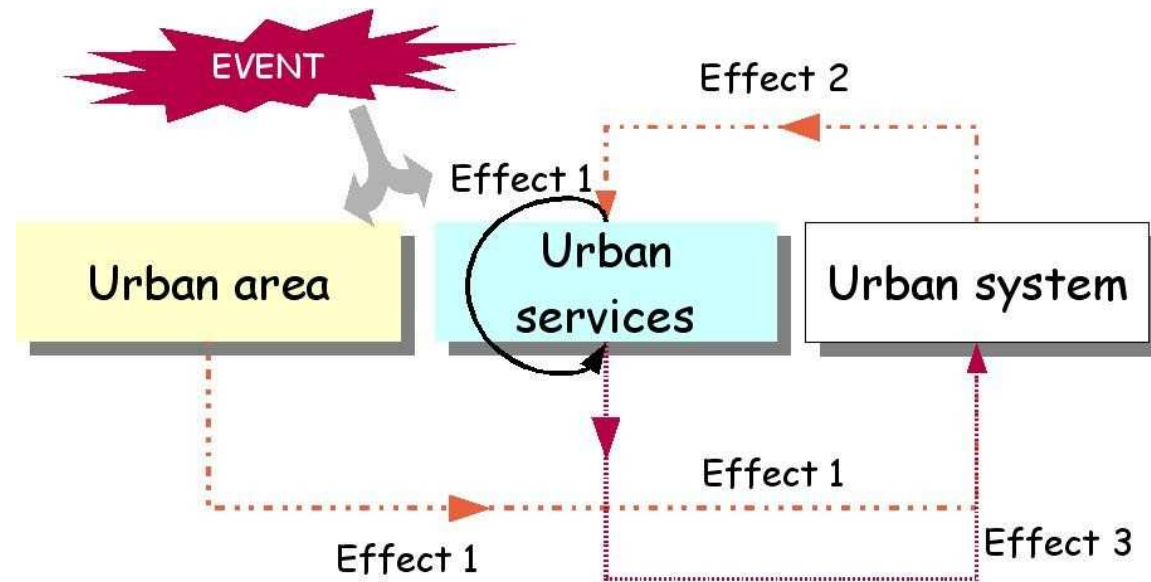 EVENT
Effect 2
Effect 1
Urban area
Urban
services
Urban system
Effect 1
Effect 1
Effect 3